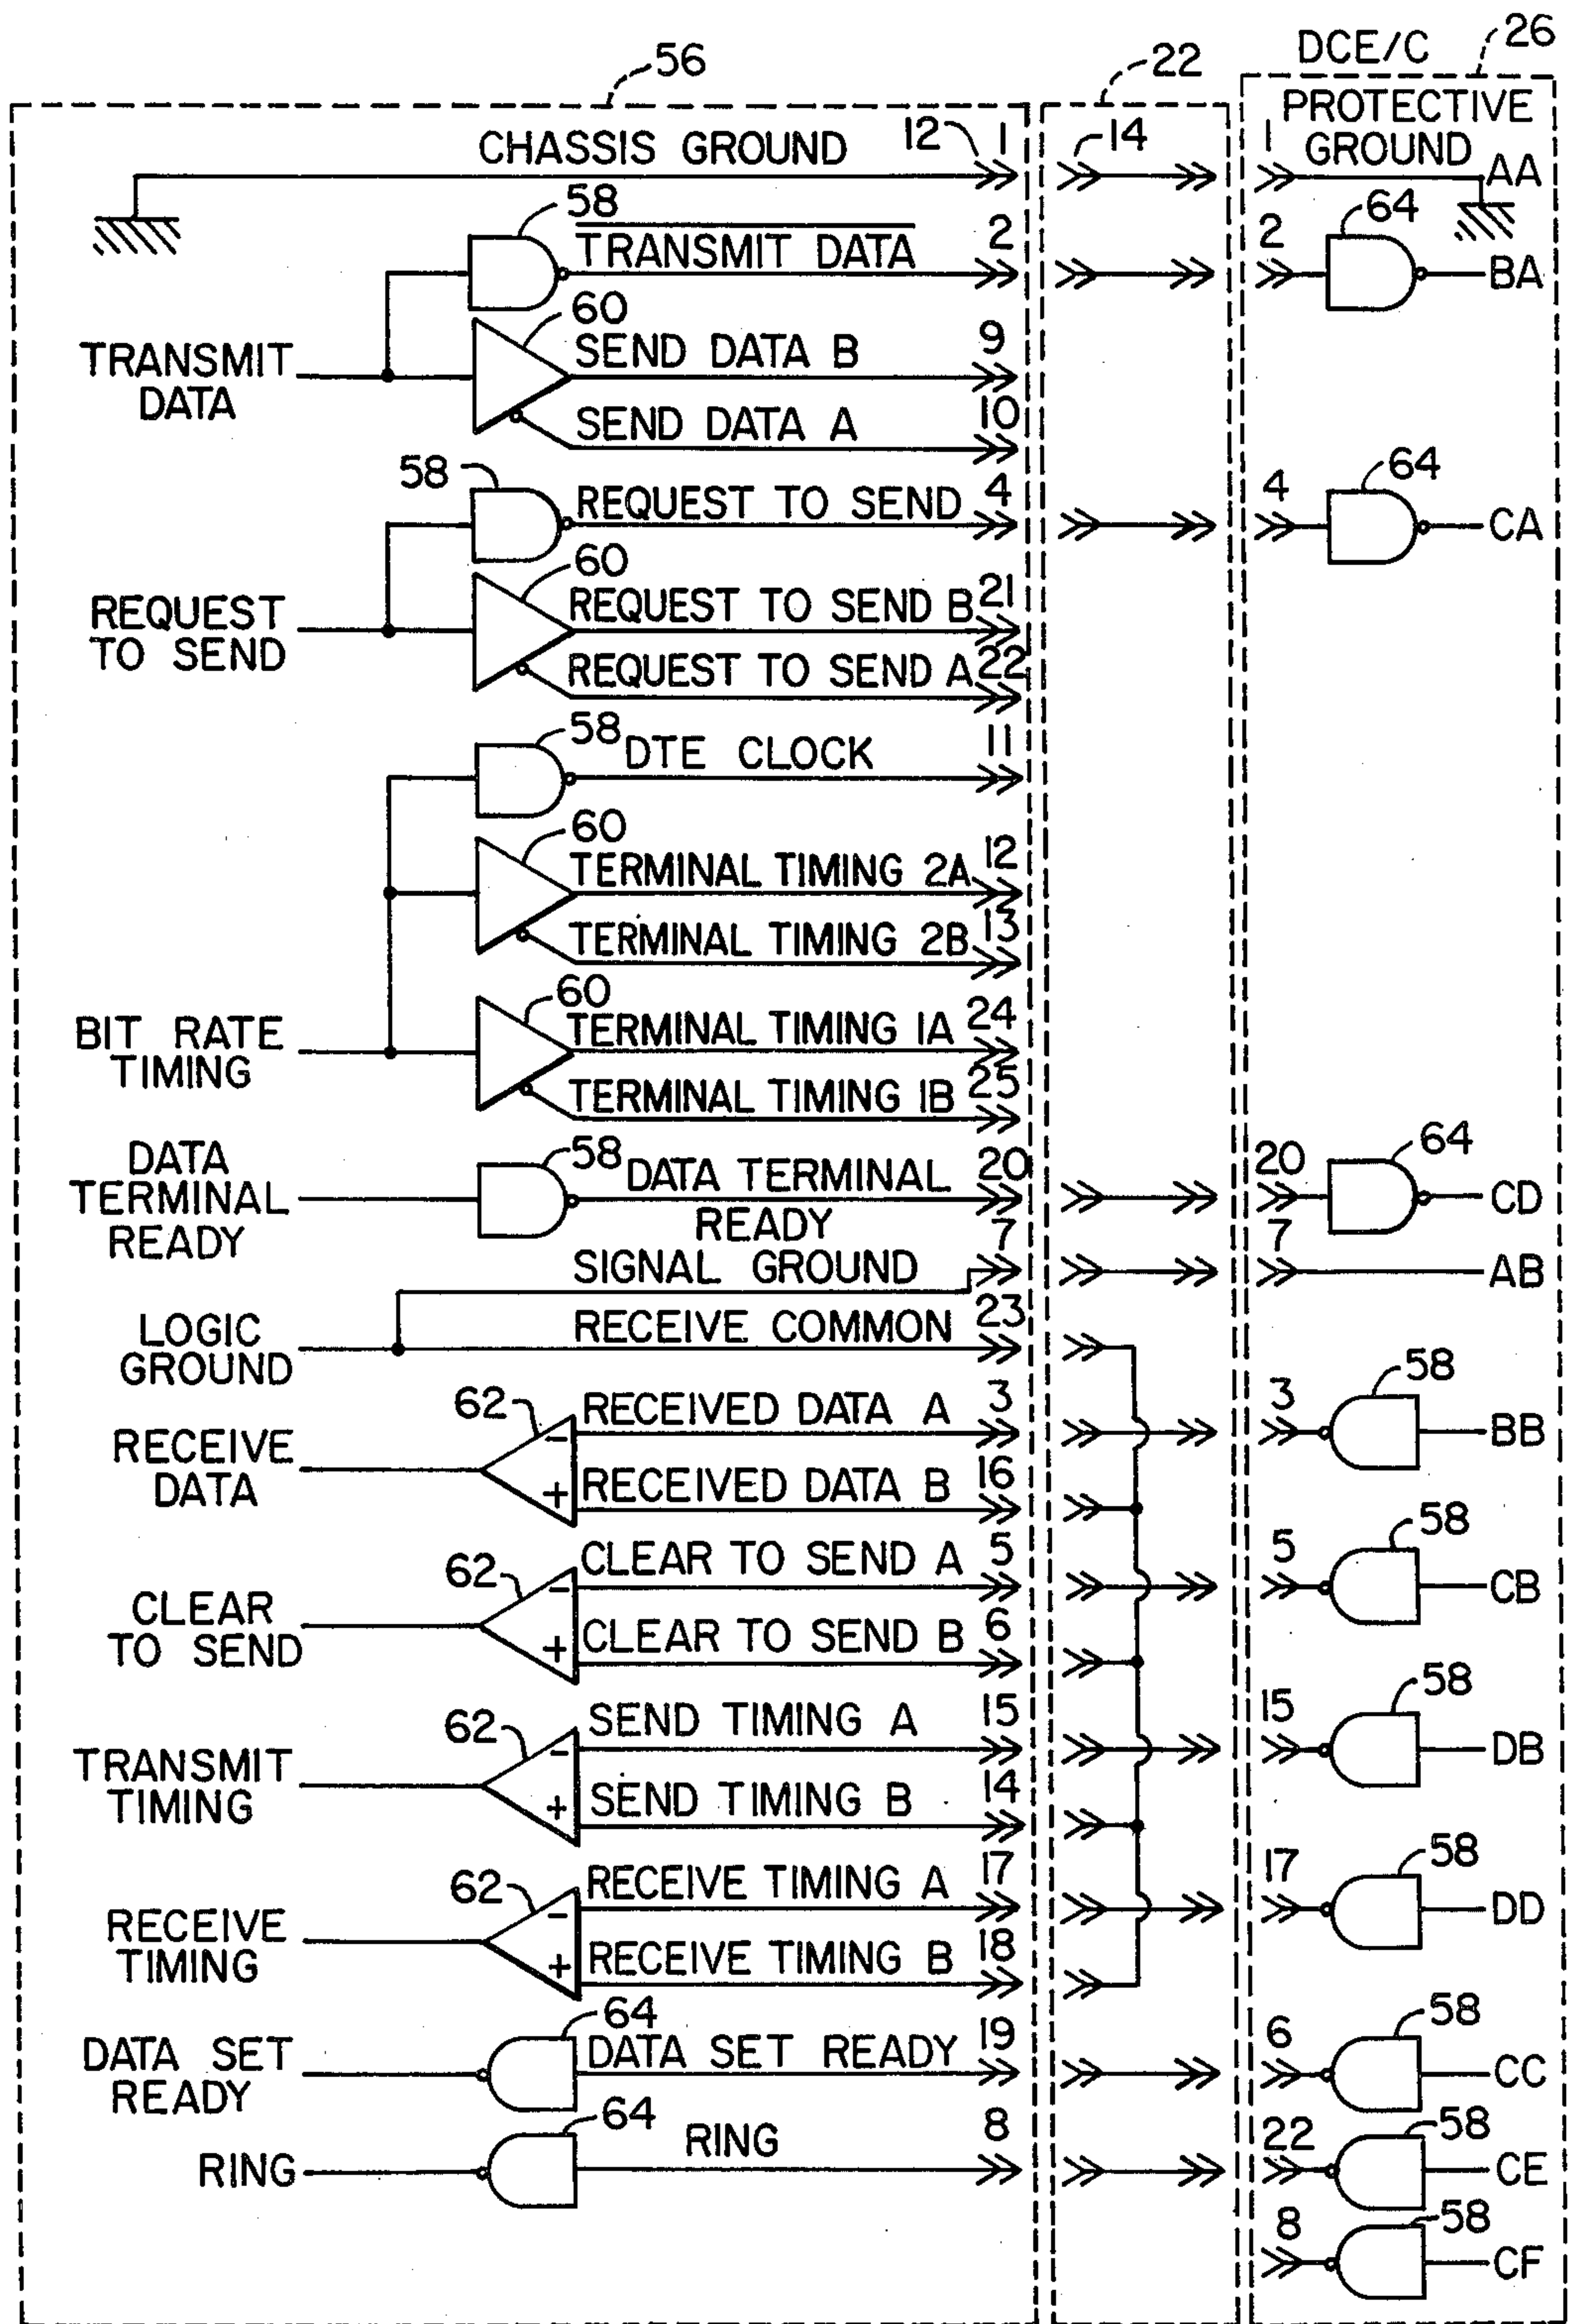 DCE/C 26
56
22
PROTECTIVE
GROUND
CHASSIS GROUND 12 1 14 1 AA
58 TRANSMIT DATA 2 2 64 BA
60
TRANSMIT
DATA
SEND DATA B 9
SEND DATA A 10
58 REQUEST TO SEND 4 4 64 CA
60
REQUEST
TO SEND
REQUEST TO SEND B 21
REQUEST TO SEND A 22
58 DTE CLOCK 11
60
TERMINAL TIMING 2A 12
TERMINAL TIMING 2B 13
60
BIT RATE
TIMING
TERMINAL TIMING 1A 24
TERMINAL TIMING 1B 25
DATA
TERMINAL
READY
58 DATA TERMINAL 20 20 64 CD
READY
SIGNAL GROUND 7 7 AB
LOGIC
GROUND
RECEIVE COMMON 23
RECEIVE
DATA
62 - RECEIVED DATA A 3 3 58 BB
+ RECEIVED DATA B 16
CLEAR
TO SEND
62 - CLEAR TO SEND A 5 5 58 CB
+ CLEAR TO SEND B 6
TRANSMIT
TIMING
62 - SEND TIMING A 15 15 58 DB
+ SEND TIMING B 14
RECEIVE
TIMING
62 - RECEIVE TIMING A 17 17 58 DD
+ RECEIVE TIMING B 18
DATA SET
READY
64 DATA SET READY 19 6 58 CC
RING 64 RING 8 22 58 CE
8 58 CF